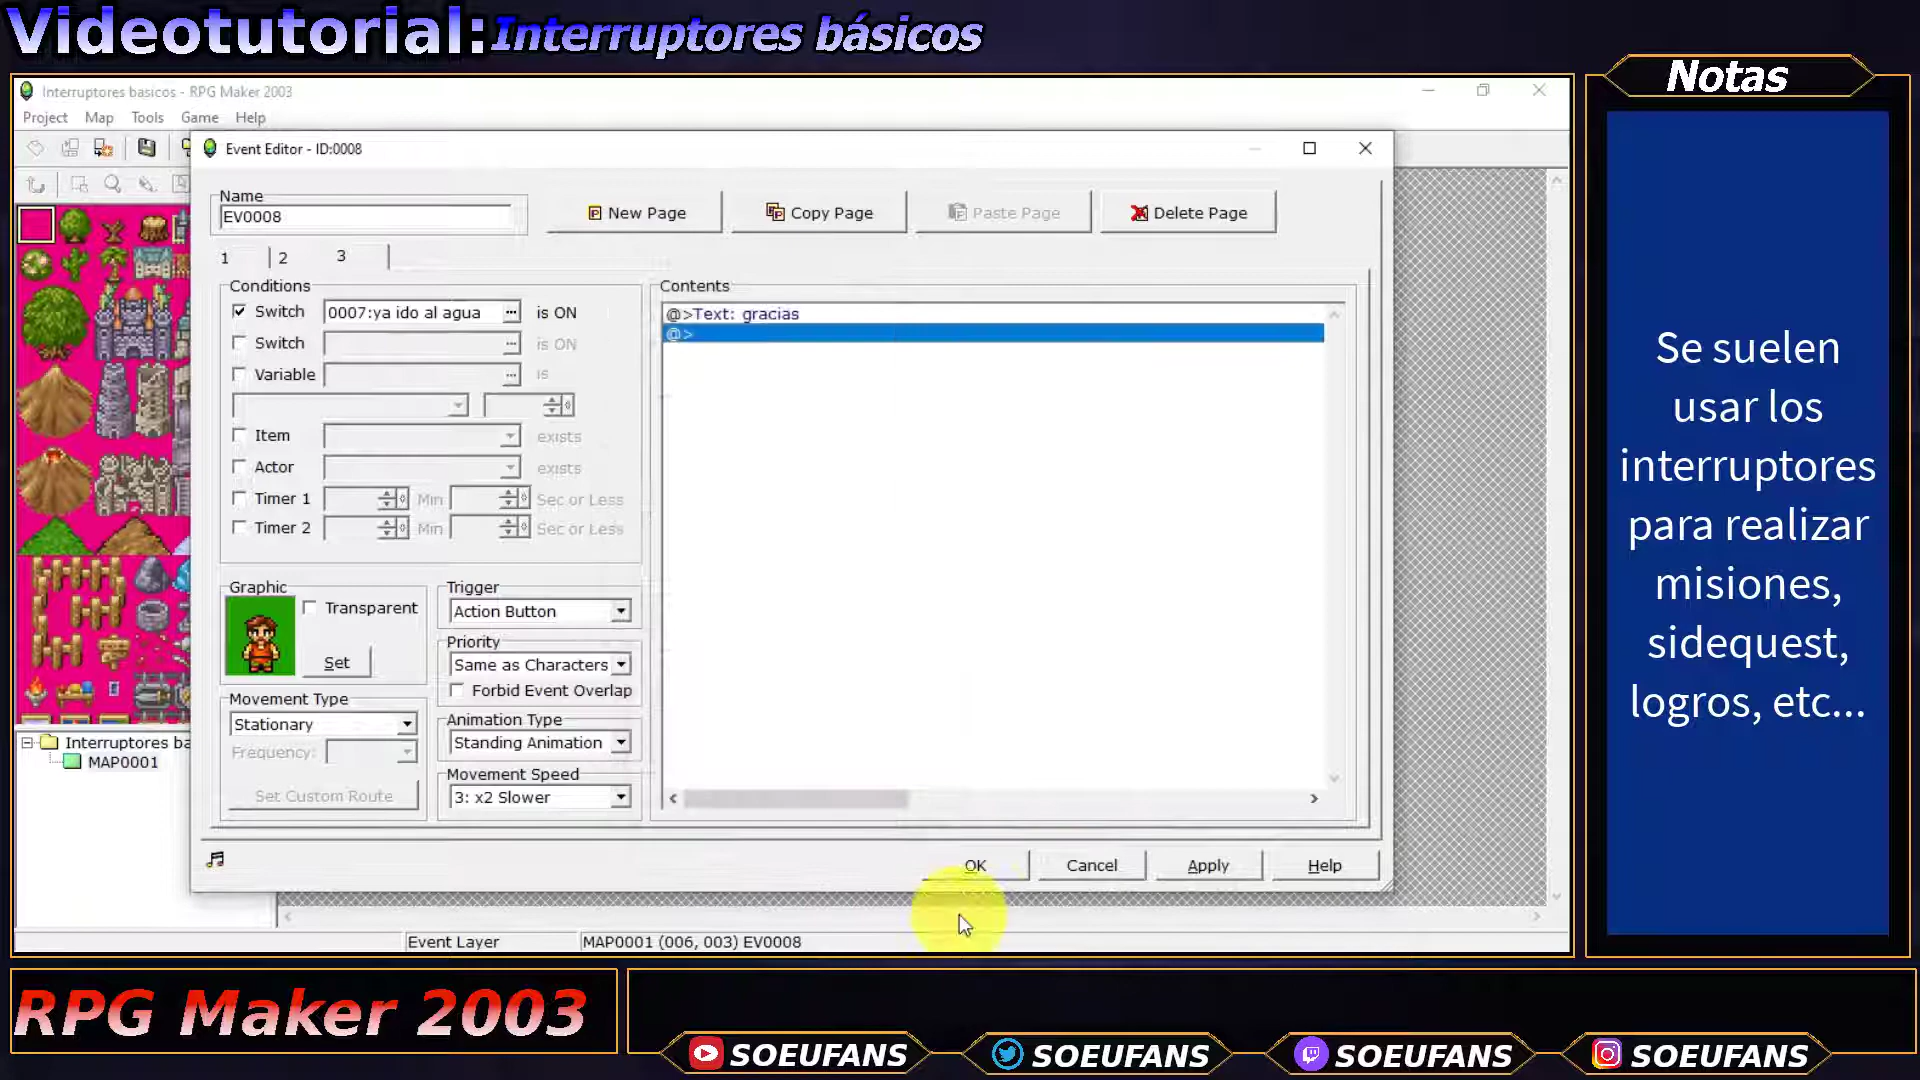 Videotutorial: Interruptores básicos
Interruptores basicos - RPG Maker 2003
Project Map Tools Game Help
Event Editor - ID:0008
Name
EV0008
New Page
Copy Page
Paste Page
Delete Page
1 2 3
Conditions
Switch 0007:ya ido al agua ... is ON
Switch ... is ON
Variable ... is
Item exists
Actor exists
Timer 1 Min Sec or Less
Timer 2 Min Sec or Less
Graphic
Transparent
Set
Movement Type
Stationary
Frequency:
Set Custom Route
Trigger
Action Button
Priority
Same as Characters
Forbid Event Overlap
Animation Type
Standing Animation
Movement Speed
3: x2 Slower
Contents
@>Text: gracias
@>
OK Cancel Apply Help
Interruptores ba
MAP0001
Event Layer MAP0001 (006, 003) EV0008
Notas
Se suelen
usar los
interruptores
para realizar
misiones,
sidequest,
logros, etc...
RPG Maker 2003
SOEUFANS SOEUFANS SOEUFANS SOEUFANS